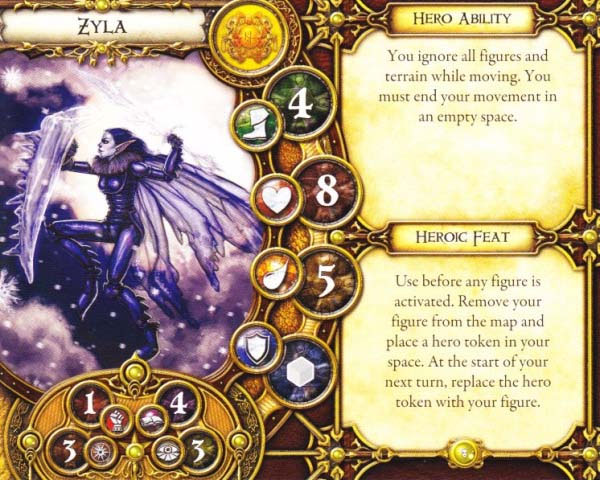 Zyla
4
8
5
1
4
3
3
Hero Ability
You ignore all figures and
terrain while moving. You
must end your movement in
an empty space.
Heroic Feat
Use before any figure is
activated. Remove your
figure from the map and
place a hero token in your
space. At the start of your
next turn, replace the hero
token with your figure.